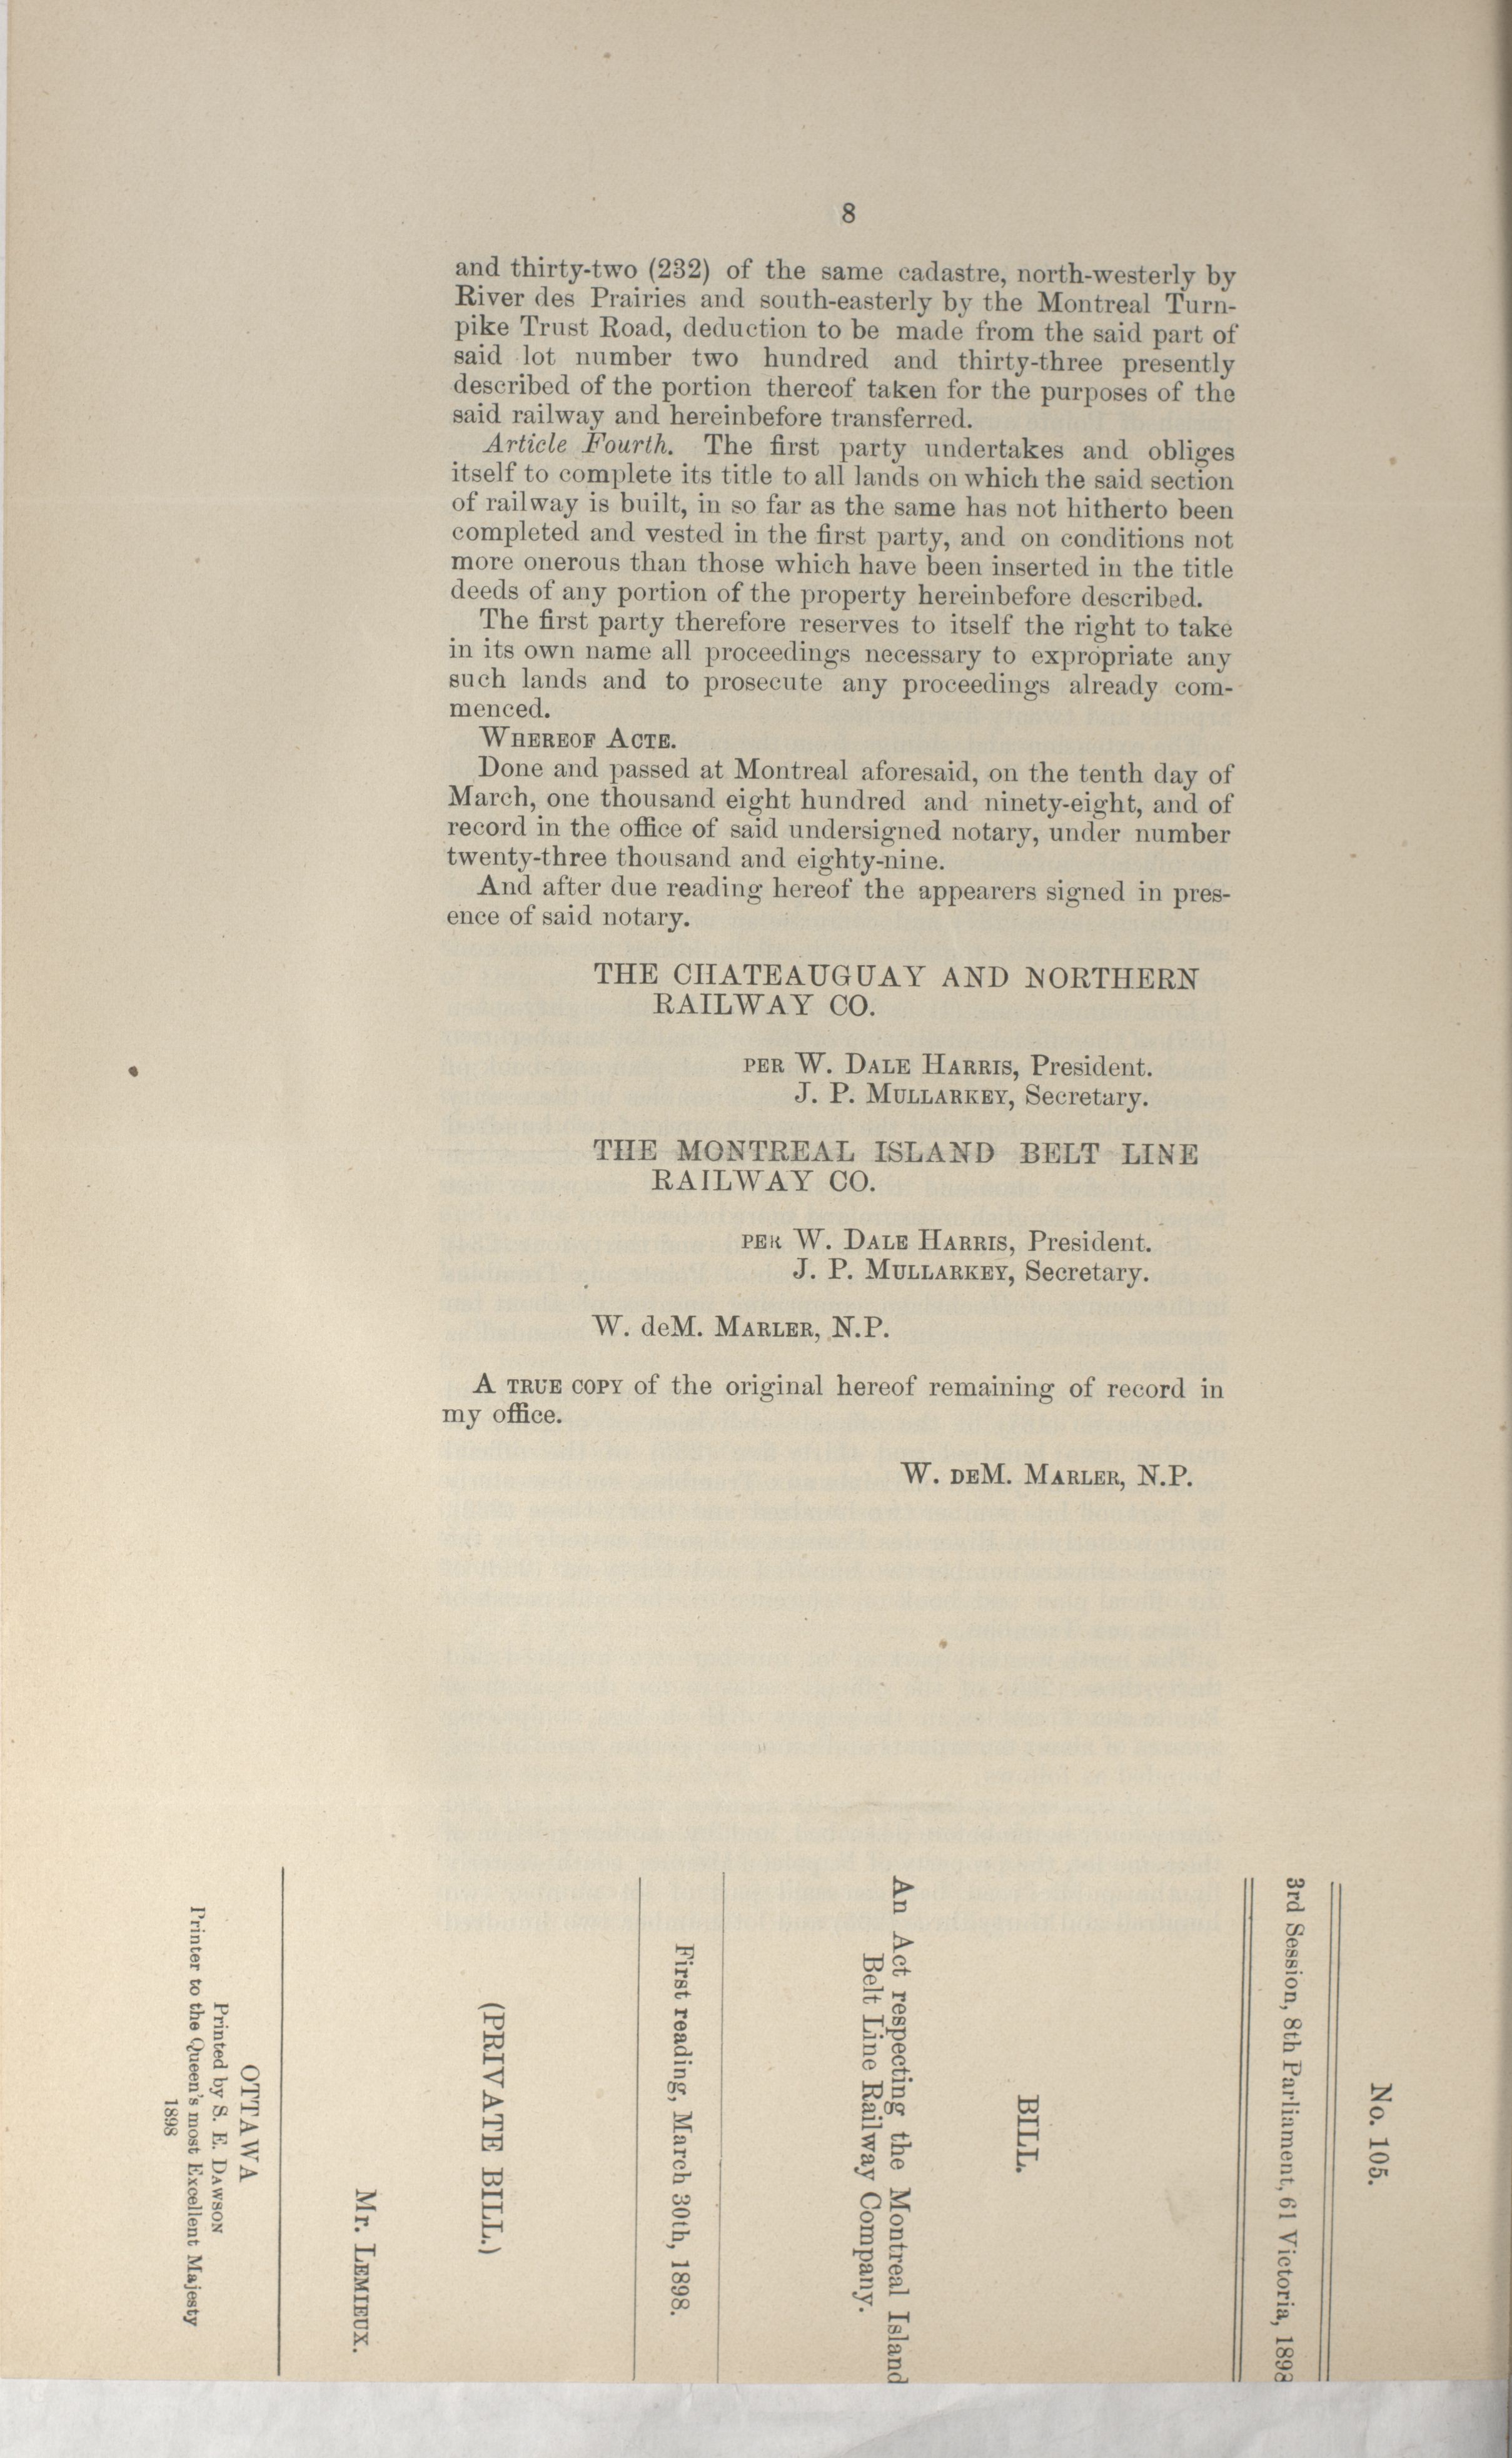 8
and thirty-two (232) of the same cadastre, north-westerly by
River des Prairies and south-easterly by the Montreal Turn-
pike Trust Road, deduction to be made from the said part of
said lot number two hundred and thirty-three presently
described of the portion thereof taken for the purposes of the
said railway and hereinbefore transferred.
Article Fourth. The first party undertakes and obliges
itself to complete its title to all lands on which the said section
of railway is built, in so far as the same has not hitherto been
completed and vested in the first party, and on conditions not
more onerous than those which have been inserted in the title
deeds of any portion of the property hereinbefore described.
The first party therefore reserves to itself the right to take
in its own name all proceedings necessary to expropriate any
such lands and to prosecute any proceedings already com-
menced.
WHEREOF ACTE.
Done and passed at Montreal aforesaid, on the tenth day of
March, one thousand eight hundred and ninety-eight, and of
record in the office of said undersigned notary, under number
twenty-three thousand and eighty-nine.
And after due reading hereof the appearers signed in pres-
ence of said notary.
THE CHATEAUGUAY AND NORTHERN
RAILWAY CO.
PER W. DALE HARRIS, President.
J. P. MULLARKEY, Secretary.
THE MONTREAL ISLAND BELT LINE
RAILWAY CO.
PER W. DALE HARRIS, President.
J. P. MULLARKEY, Secretary.
W. deM. MARLER, N.P.
A TRUE COPY of the original hereof remaining of record in
my office.
W. DEM. MARLER, N.P.
No. 105.
3rd Session, 8th Parliament, 61 Victoria, 1898
BILL.
An Act respecting the Montreal Island
Belt Line Railway Company.
First reading, March 30th, 1898.
(PRIVATE BILL.)
Mr. LEMIEUX.
OTTAWA
Printed by S. E. DAWSON
Printer to the Queen's most Excellent Majesty
1898